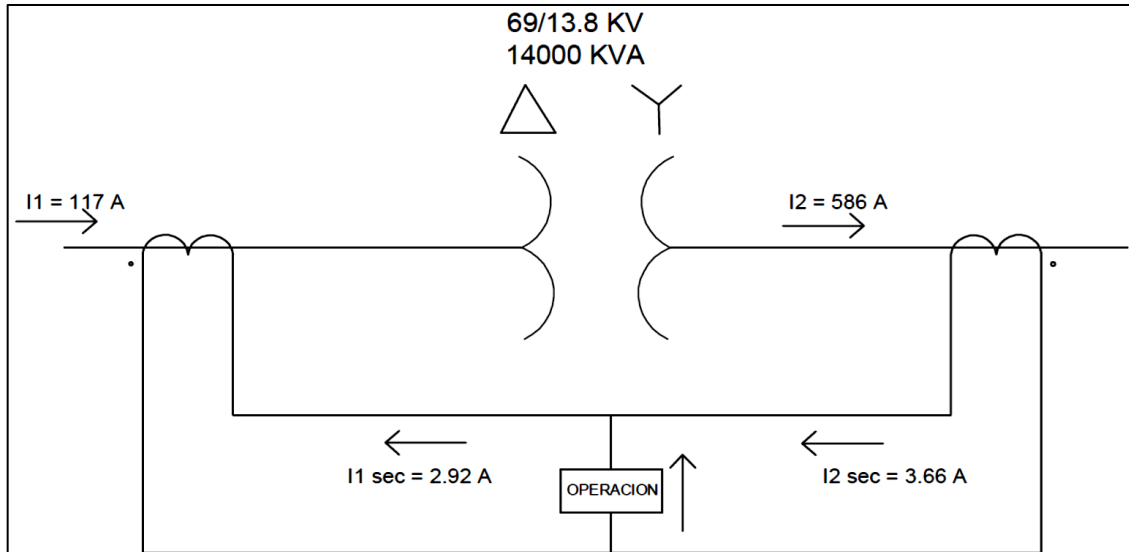 69/13.8 KV
14000 KVA
I1 = 117 A
I2 = 586 A
I1 sec = 2.92 A
OPERACION
I2 sec = 3.66 A